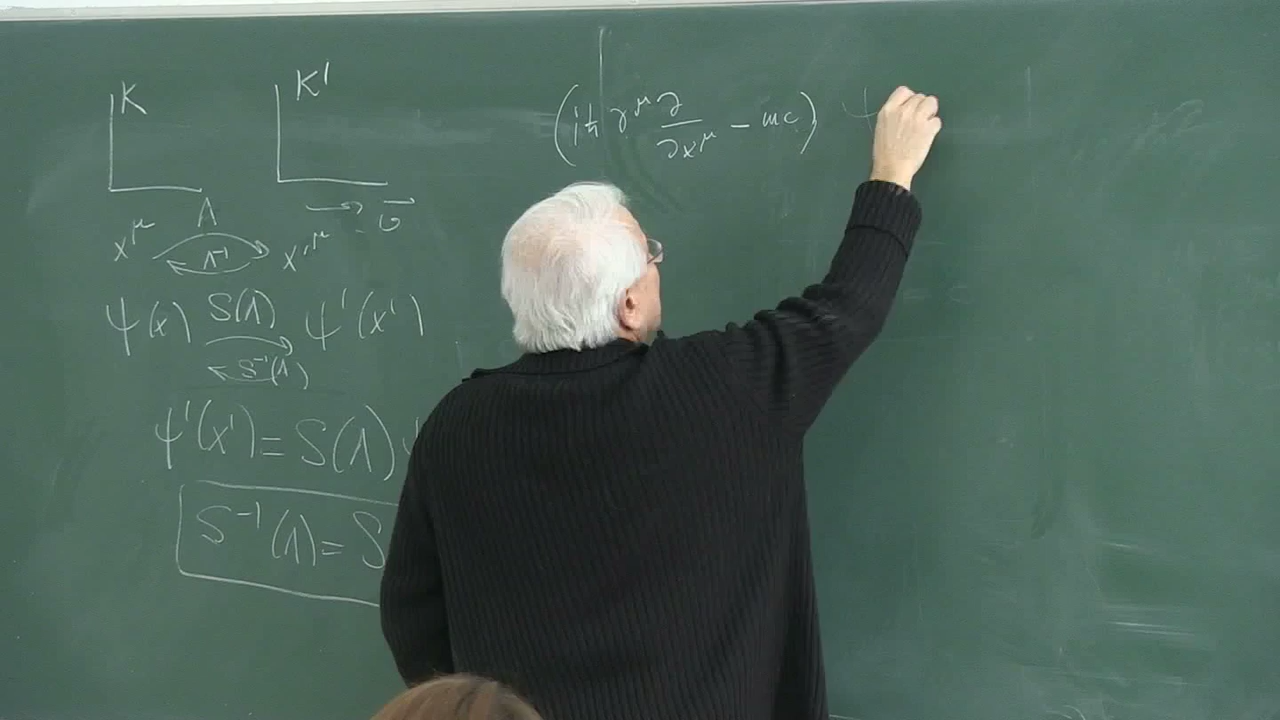 K K'
(iħ γ^μ ∂/∂x^μ − mc) ψ
→ v⃗
x^μ Λ Λ⁻¹ x'^μ
ψ(x) S(Λ) S⁻¹(Λ) ψ'(x')
ψ'(x') = S(Λ)ψ
S⁻¹(Λ) = S